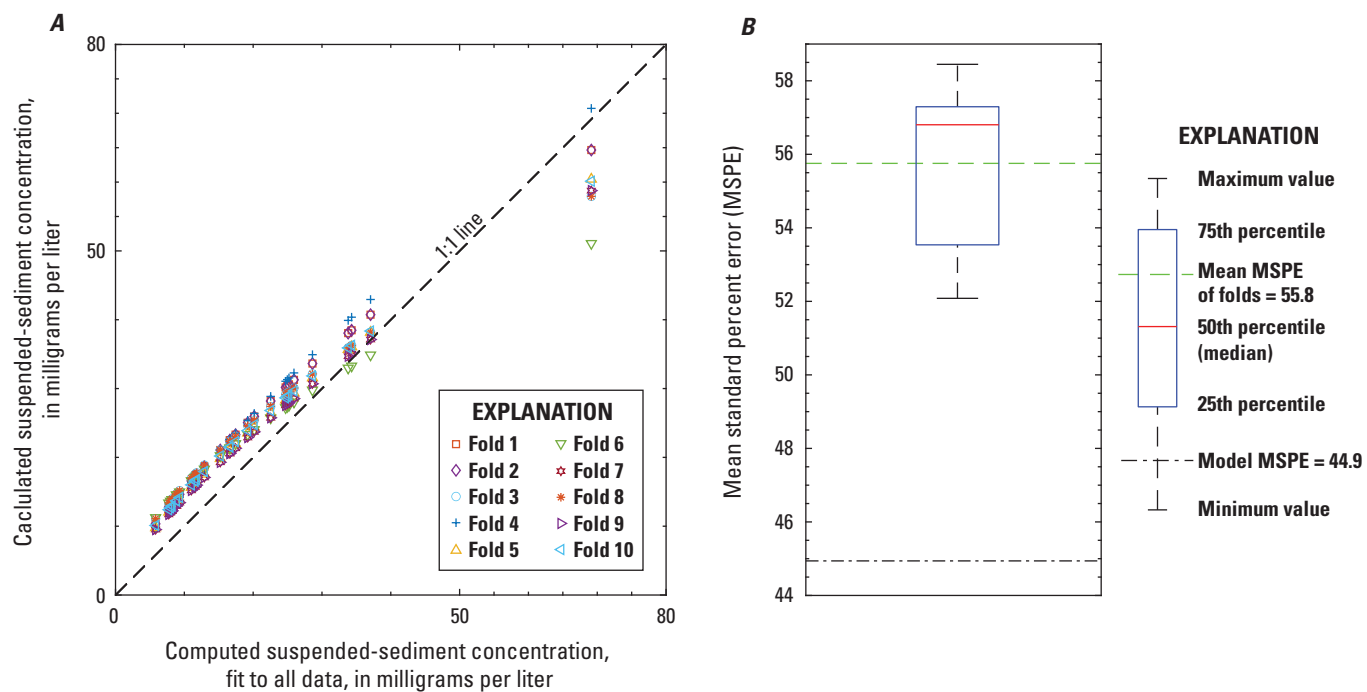 A
Caclulated suspended-sediment concentration,
in milligrams per liter
80
50
0
1:1 line
EXPLANATION
Fold 1
Fold 2
Fold 3
Fold 4
Fold 5
Fold 6
Fold 7
Fold 8
Fold 9
Fold 10
0
50
80
Computed suspended-sediment concentration,
fit to all data, in milligrams per liter
B
Mean standard percent error (MSPE)
58
56
54
52
50
48
46
44
EXPLANATION
Maximum value
75th percentile
Mean MSPE
of folds = 55.8
50th percentile
(median)
25th percentile
Model MSPE = 44.9
Minimum value